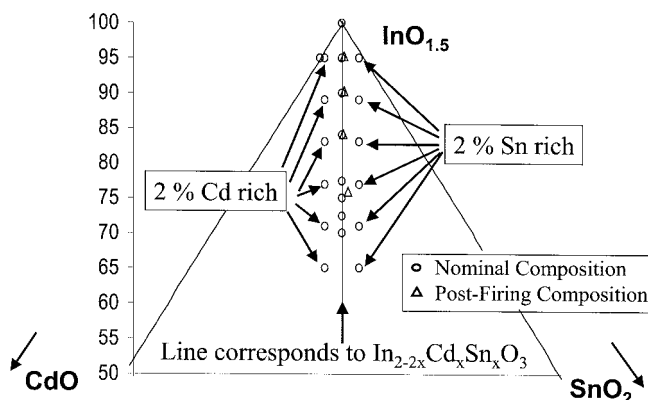 100
InO1.5
95
90
85
2 % Sn rich
80
2 % Cd rich
75
70
65
Nominal Composition
Post-Firing Composition
60
55
Line corresponds to In2-2xCdxSnxO3
50
CdO
SnO2